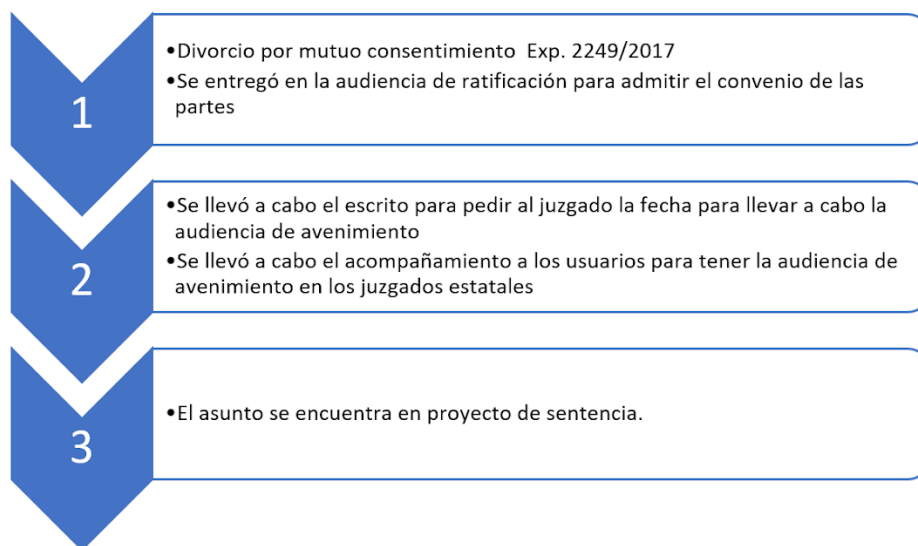 1
•Divorcio por mutuo consentimiento Exp. 2249/2017
•Se entregó en la audiencia de ratificación para admitir el convenio de las
partes
2
•Se llevó a cabo el escrito para pedir al juzgado la fecha para llevar a cabo la
audiencia de avenimiento
•Se llevó a cabo el acompañamiento a los usuarios para tener la audiencia de
avenimiento en los juzgados estatales
3
•El asunto se encuentra en proyecto de sentencia.